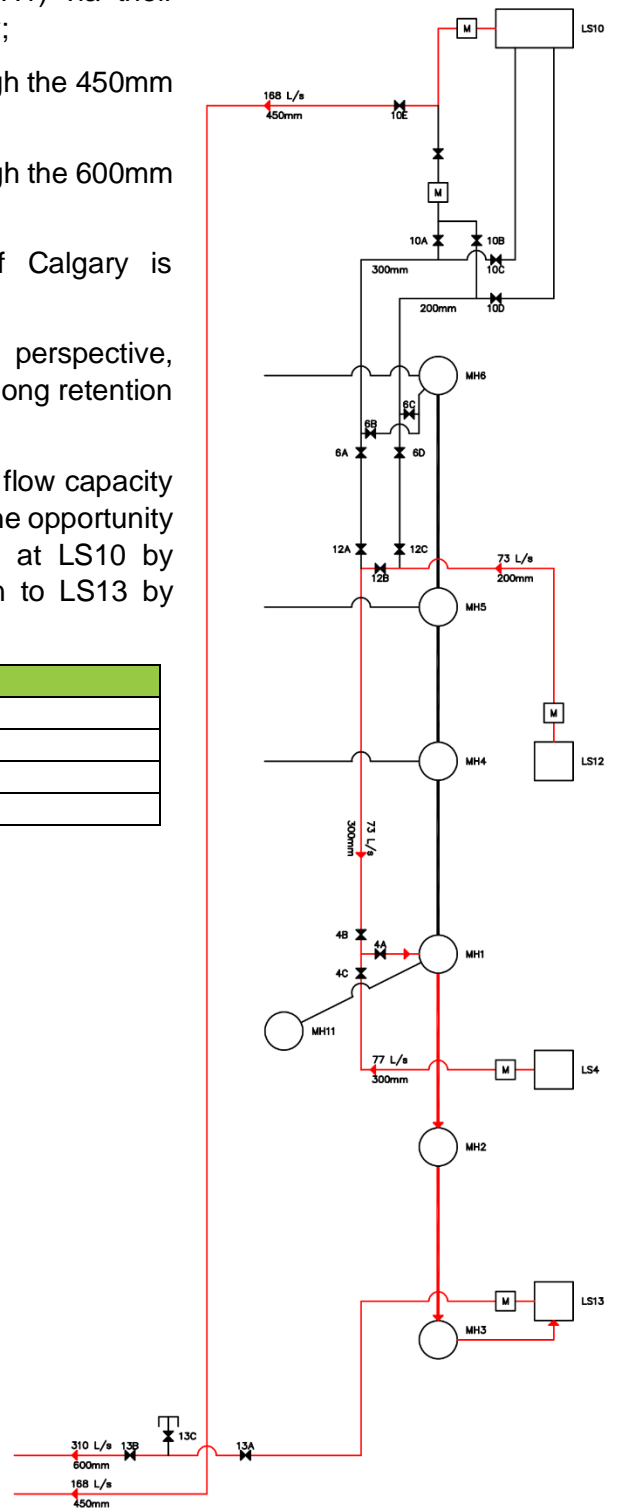 ;
gh the 450mm
gh the 600mm
Calgary is
perspective,
ong retention
flow capacity
ne opportunity
at LS10 by
n to LS13 by
M
LS10
168 L/s
450mm
10E
M
10A
10B
300mm
10C
200mm
10D
MH6
6C
6B
6A
6D
12A
12C
12B
73 L/s
200mm
MH5
M
LS12
MH4
73 L/s
300mm
4B
4A
MH1
4C
MH11
77 L/s
300mm
M
LS4
MH2
M
LS13
MH3
13C
310 L/s
13B
13A
600mm
168 L/s
450mm